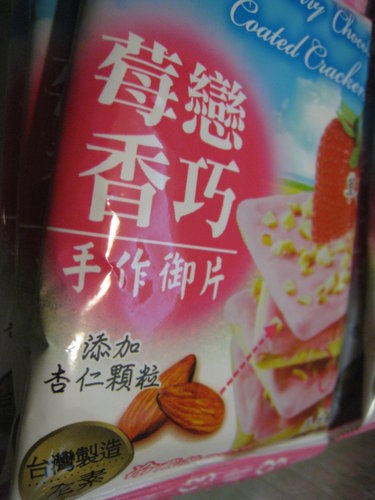 Coated Cracker
莓戀
香巧
手作御片
添加
杏仁顆粒
台灣製造